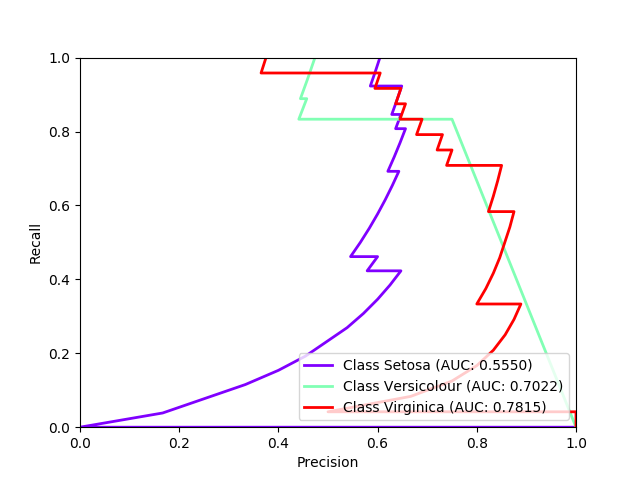 1.0
0.8
0.6
0.4
0.2
0.0
Recall
0.0 0.2 0.4 0.6 0.8 1.0
Precision
Class Setosa (AUC: 0.5550)
Class Versicolour (AUC: 0.7022)
Class Virginica (AUC: 0.7815)